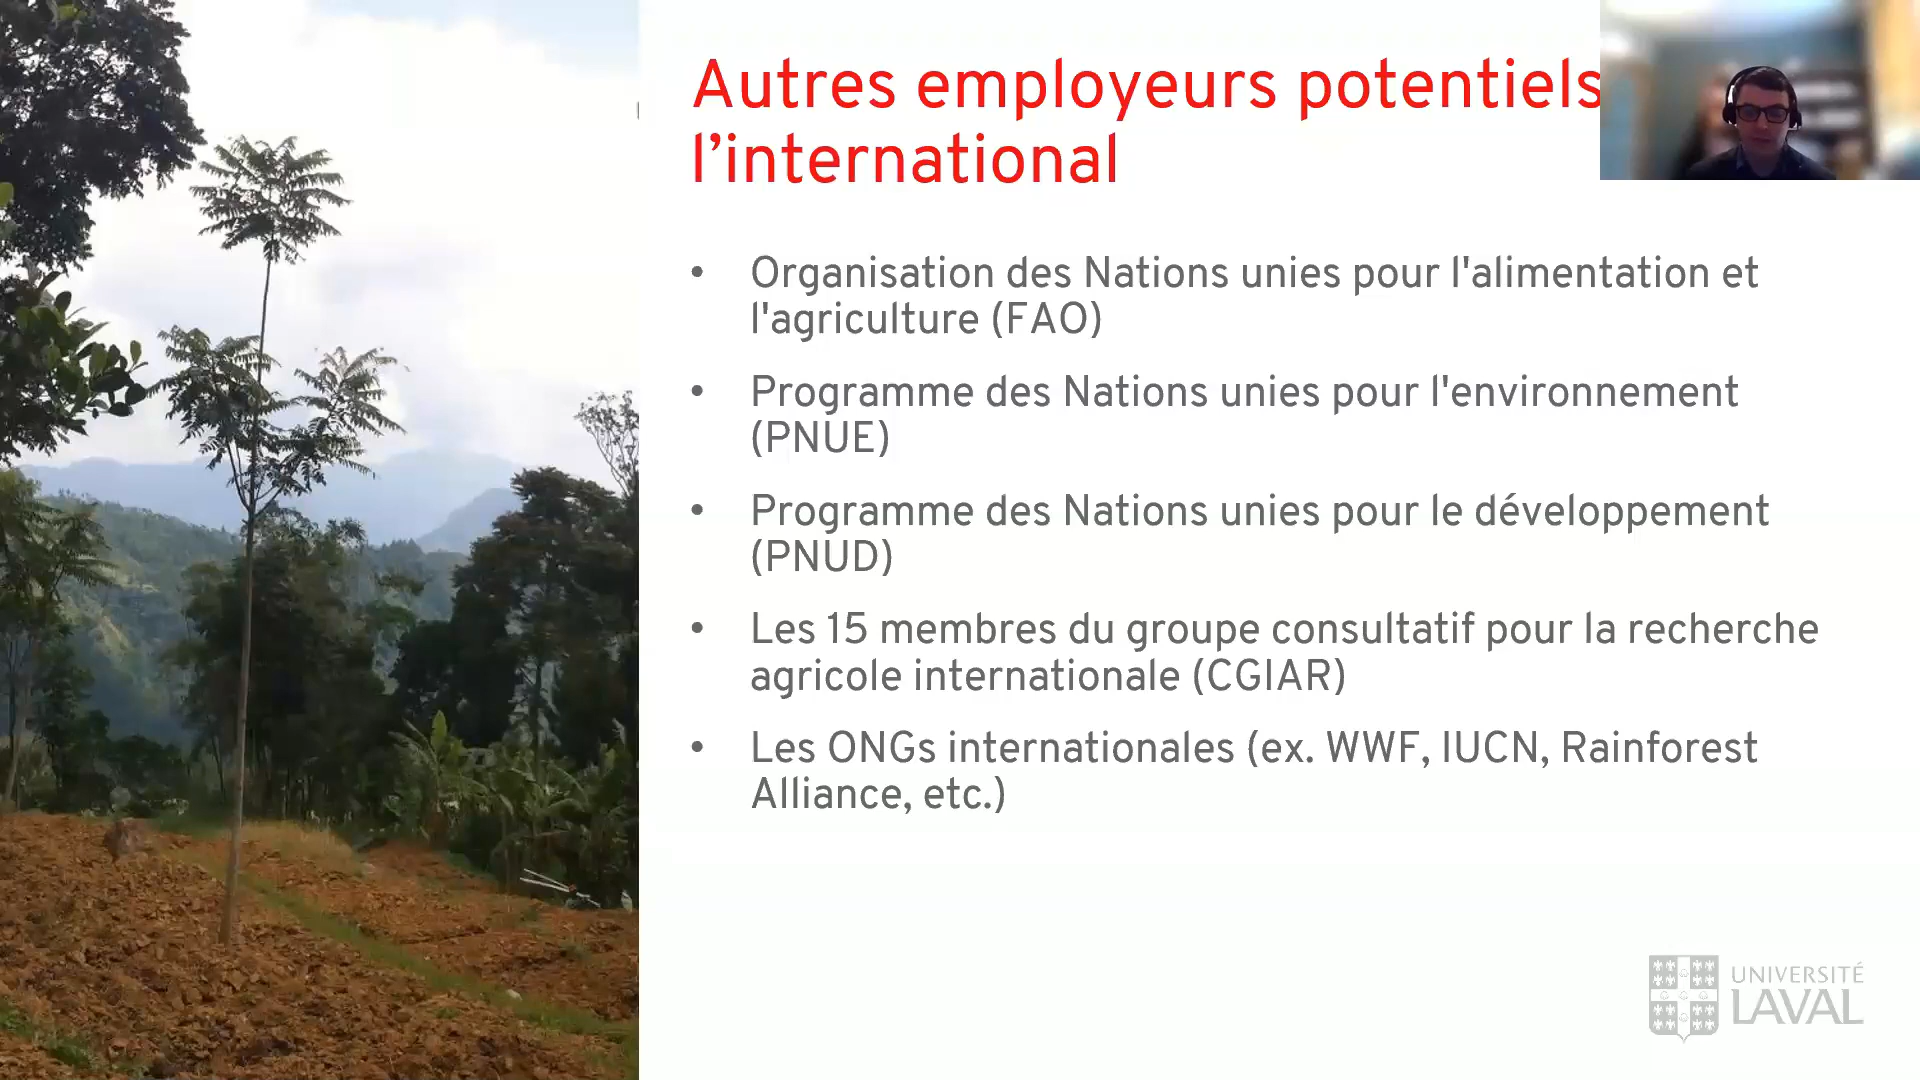 Autres employeurs potentiels
l’international
• Organisation des Nations unies pour l'alimentation et
l'agriculture (FAO)
• Programme des Nations unies pour l'environnement
(PNUE)
• Programme des Nations unies pour le développement
(PNUD)
• Les 15 membres du groupe consultatif pour la recherche
agricole internationale (CGIAR)
• Les ONGs internationales (ex. WWF, IUCN, Rainforest
Alliance, etc.)
UNIVERSITÉ
LAVAL